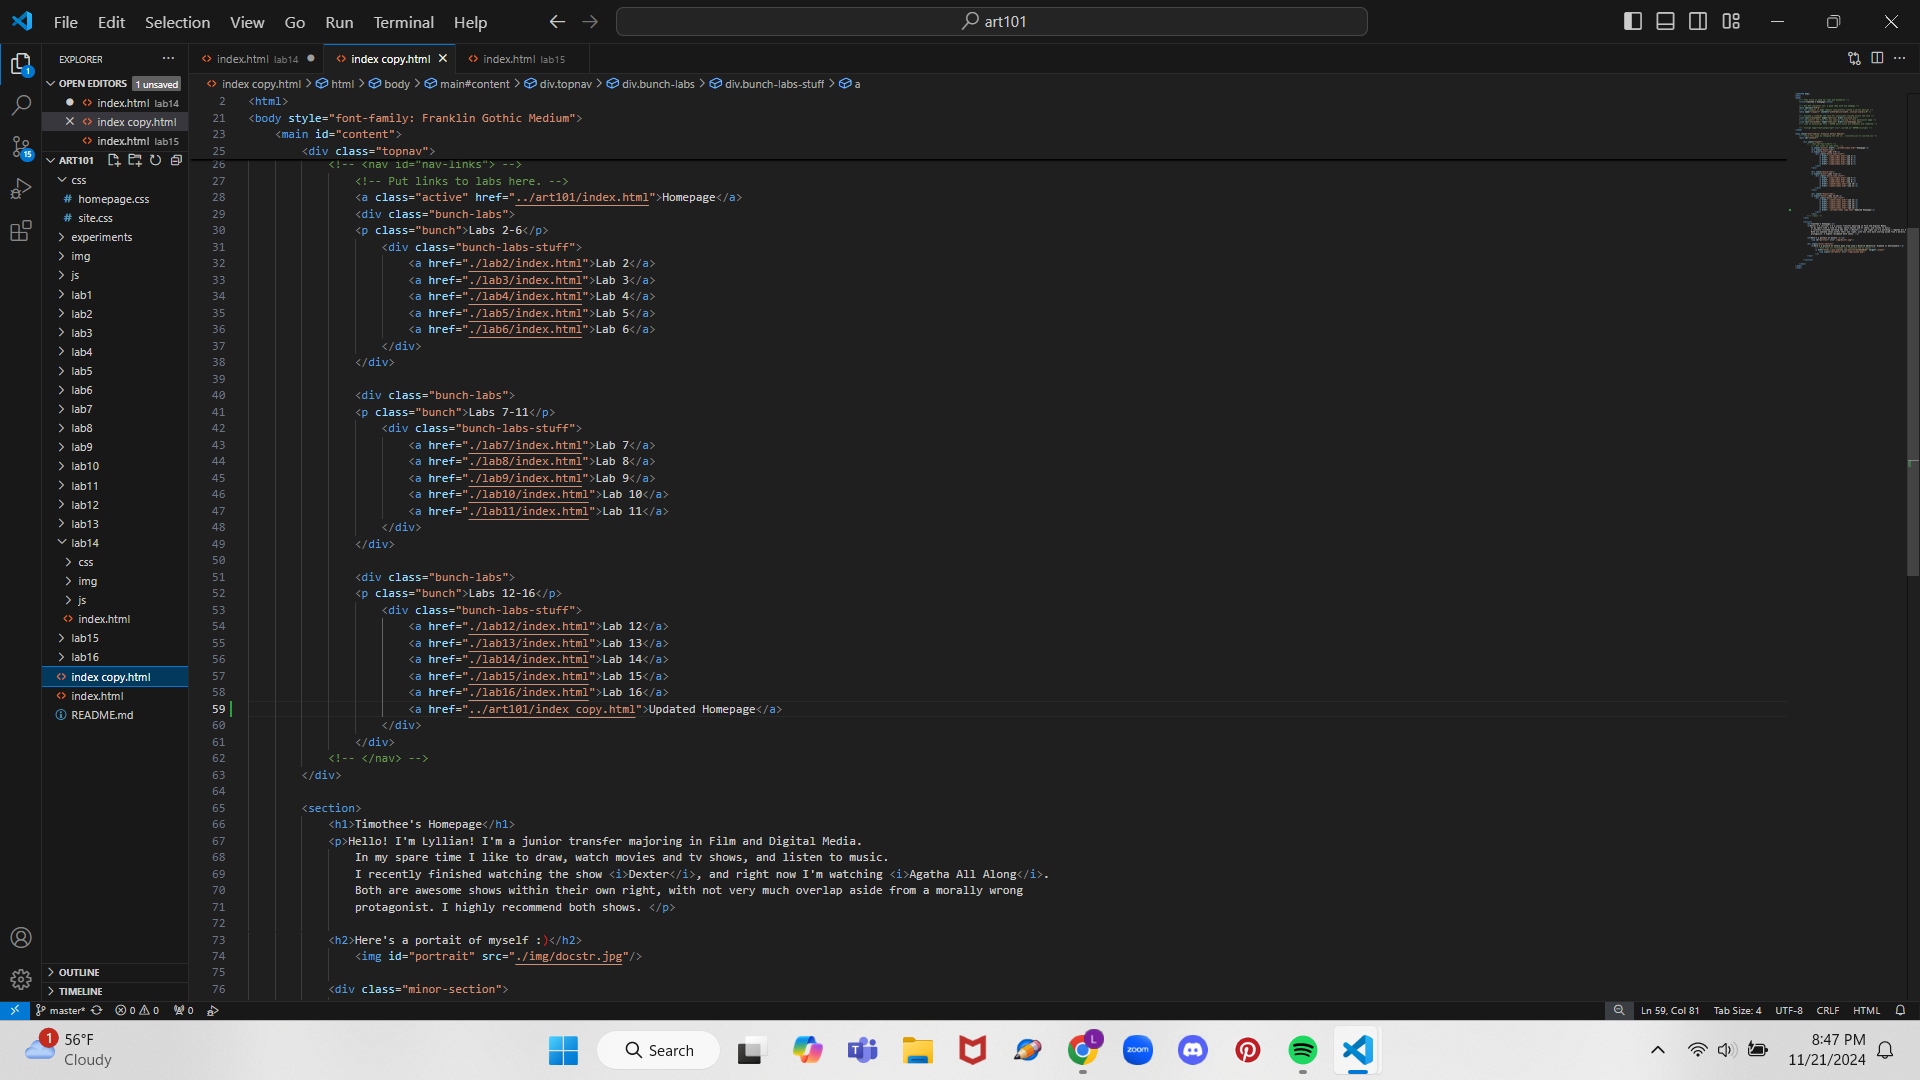 File Edit Selection View Go Run Terminal Help
art101
EXPLORER
index.html lab14
index copy.html
index.html lab15
OPEN EDITORS 1 unsaved
index.html lab14
index copy.html
index.html lab15
ART101
css
homepage.css
site.css
experiments
img
js
lab1
lab2
lab3
lab4
lab5
lab6
lab7
lab8
lab9
lab10
lab11
lab12
lab13
lab14
css
img
js
index.html
lab15
lab16
index copy.html
index.html
README.md
OUTLINE
TIMELINE
index copy.html > html > body > main#content > div.topnav > div.bunch-labs > div.bunch-labs-stuff > a
2 <html>
21 <body style="font-family: Franklin Gothic Medium">
23 <main id="content">
25 <div class="topnav">
26 <!-- <nav id="nav-links"> -->
27 <!-- Put links to labs here. -->
28 <a class="active" href="../art101/index.html">Homepage</a>
29 <div class="bunch-labs">
30 <p class="bunch">Labs 2-6</p>
31 <div class="bunch-labs-stuff">
32 <a href="./lab2/index.html">Lab 2</a>
33 <a href="./lab3/index.html">Lab 3</a>
34 <a href="./lab4/index.html">Lab 4</a>
35 <a href="./lab5/index.html">Lab 5</a>
36 <a href="./lab6/index.html">Lab 6</a>
37 </div>
38 </div>
39
40 <div class="bunch-labs">
41 <p class="bunch">Labs 7-11</p>
42 <div class="bunch-labs-stuff">
43 <a href="./lab7/index.html">Lab 7</a>
44 <a href="./lab8/index.html">Lab 8</a>
45 <a href="./lab9/index.html">Lab 9</a>
46 <a href="./lab10/index.html">Lab 10</a>
47 <a href="./lab11/index.html">Lab 11</a>
48 </div>
49 </div>
50
51 <div class="bunch-labs">
52 <p class="bunch">Labs 12-16</p>
53 <div class="bunch-labs-stuff">
54 <a href="./lab12/index.html">Lab 12</a>
55 <a href="./lab13/index.html">Lab 13</a>
56 <a href="./lab14/index.html">Lab 14</a>
57 <a href="./lab15/index.html">Lab 15</a>
58 <a href="./lab16/index.html">Lab 16</a>
59 <a href="../art101/index copy.html">Updated Homepage</a>
60 </div>
61 </div>
62 <!-- </nav> -->
63 </div>
64
65 <section>
66 <h1>Timothee's Homepage</h1>
67 <p>Hello! I'm Lyllian! I'm a junior transfer majoring in Film and Digital Media.
68 In my spare time I like to draw, watch movies and tv shows, and listen to music.
69 I recently finished watching the show <i>Dexter</i>, and right now I'm watching <i>Agatha All Along</i>.
70 Both are awesome shows within their own right, with not very much overlap aside from a morally wrong
71 protagonist. I highly recommend both shows. </p>
72
73 <h2>Here's a portait of myself :)</h2>
74 <img id="portrait" src="./img/docstr.jpg"/>
75
76 <div class="minor-section">
master* 0 0 0
Ln 59, Col 81 Tab Size: 4 UTF-8 CRLF HTML
1
15
1
56°F
Cloudy
Search
L
zoom
8:47 PM
11/21/2024